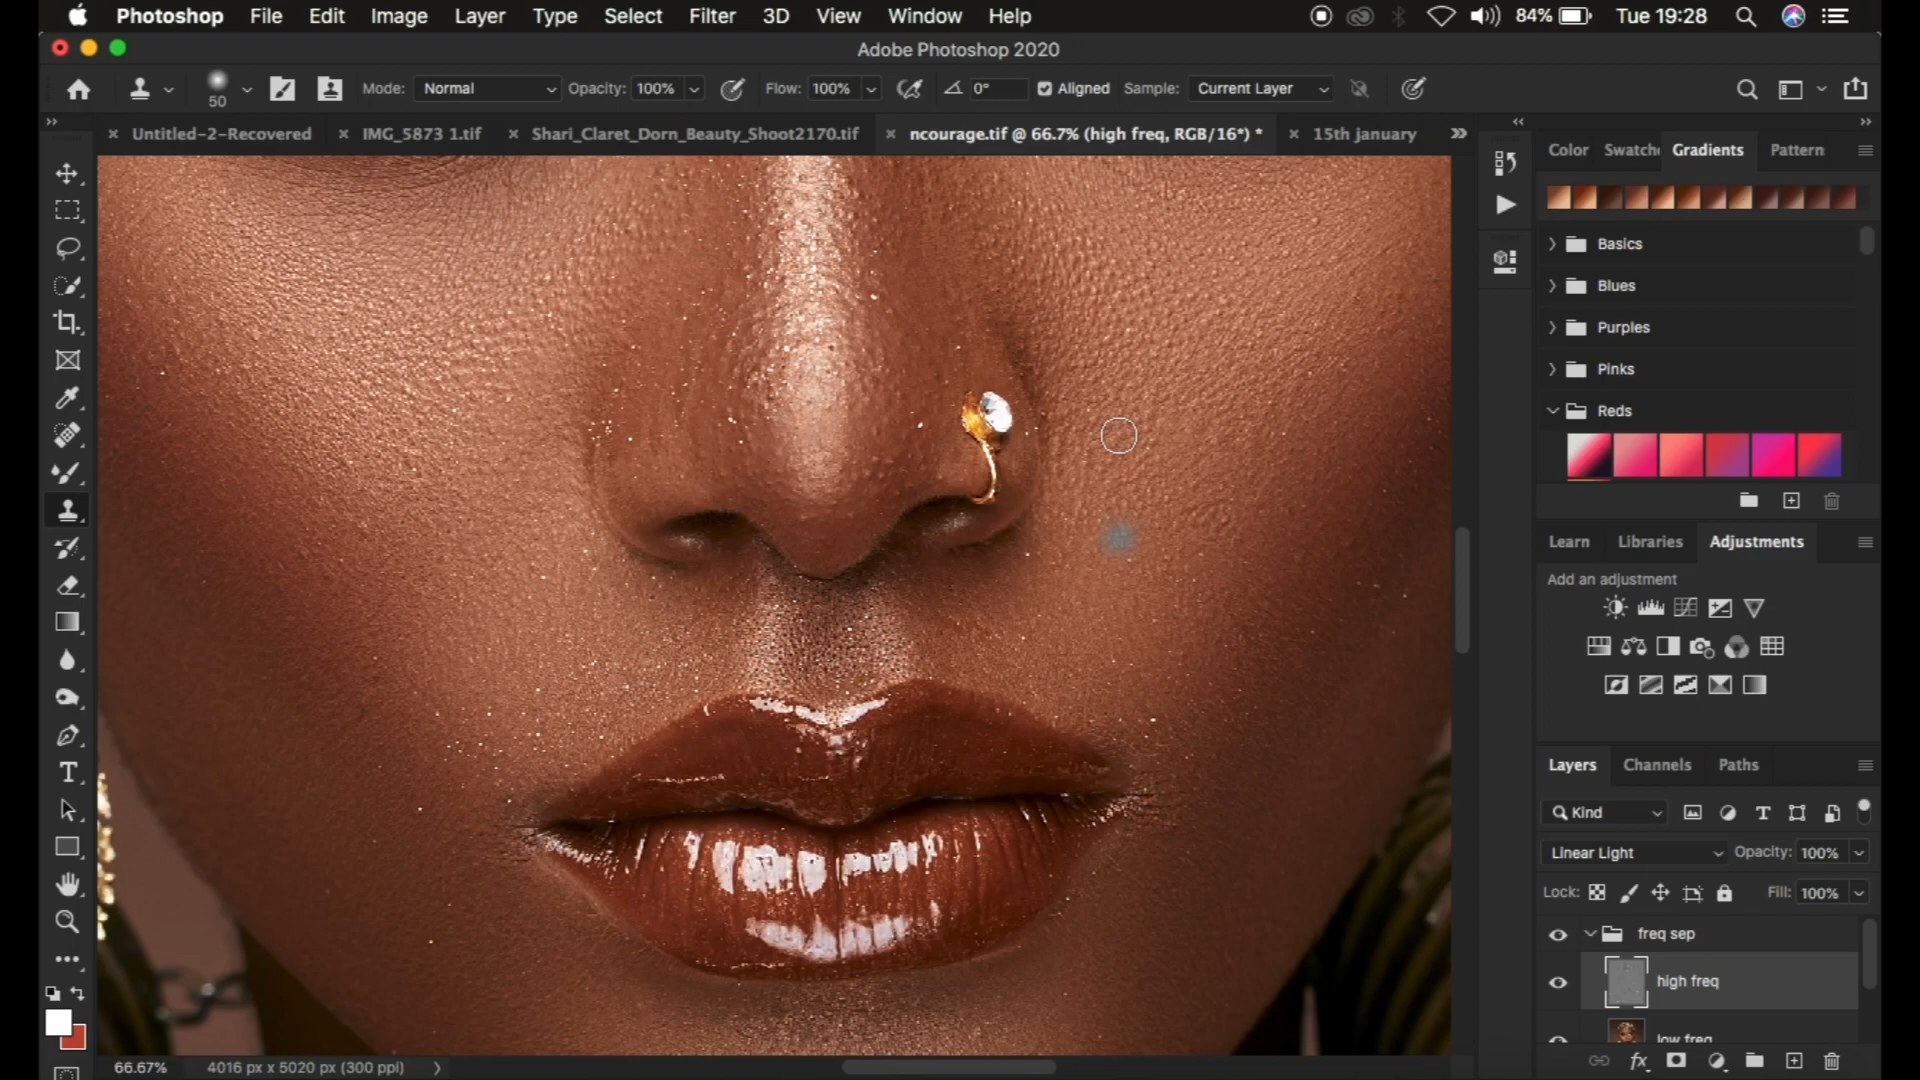 Photoshop File Edit Image Layer Type Select Filter 3D View Window Help 84% Tue 19:28
Adobe Photoshop 2020
50 Mode: Normal Opacity: 100% Flow: 100% 0° Aligned Sample: Current Layer
Untitled-2-Recovered IMG_5873 1.tif Shari_Claret_Dorn_Beauty_Shoot2170.tif ncourage.tif @ 66.7% (high freq, RGB/16*) * 15th january
Color Swatche Gradients Pattern
Basics
Blues
Purples
Pinks
Reds
Learn Libraries Adjustments
Add an adjustment
Layers Channels Paths
Kind
Linear Light Opacity: 100%
Lock: Fill: 100%
freq sep
high freq
low freq
66.67% 4016 px x 5020 px (300 ppi)